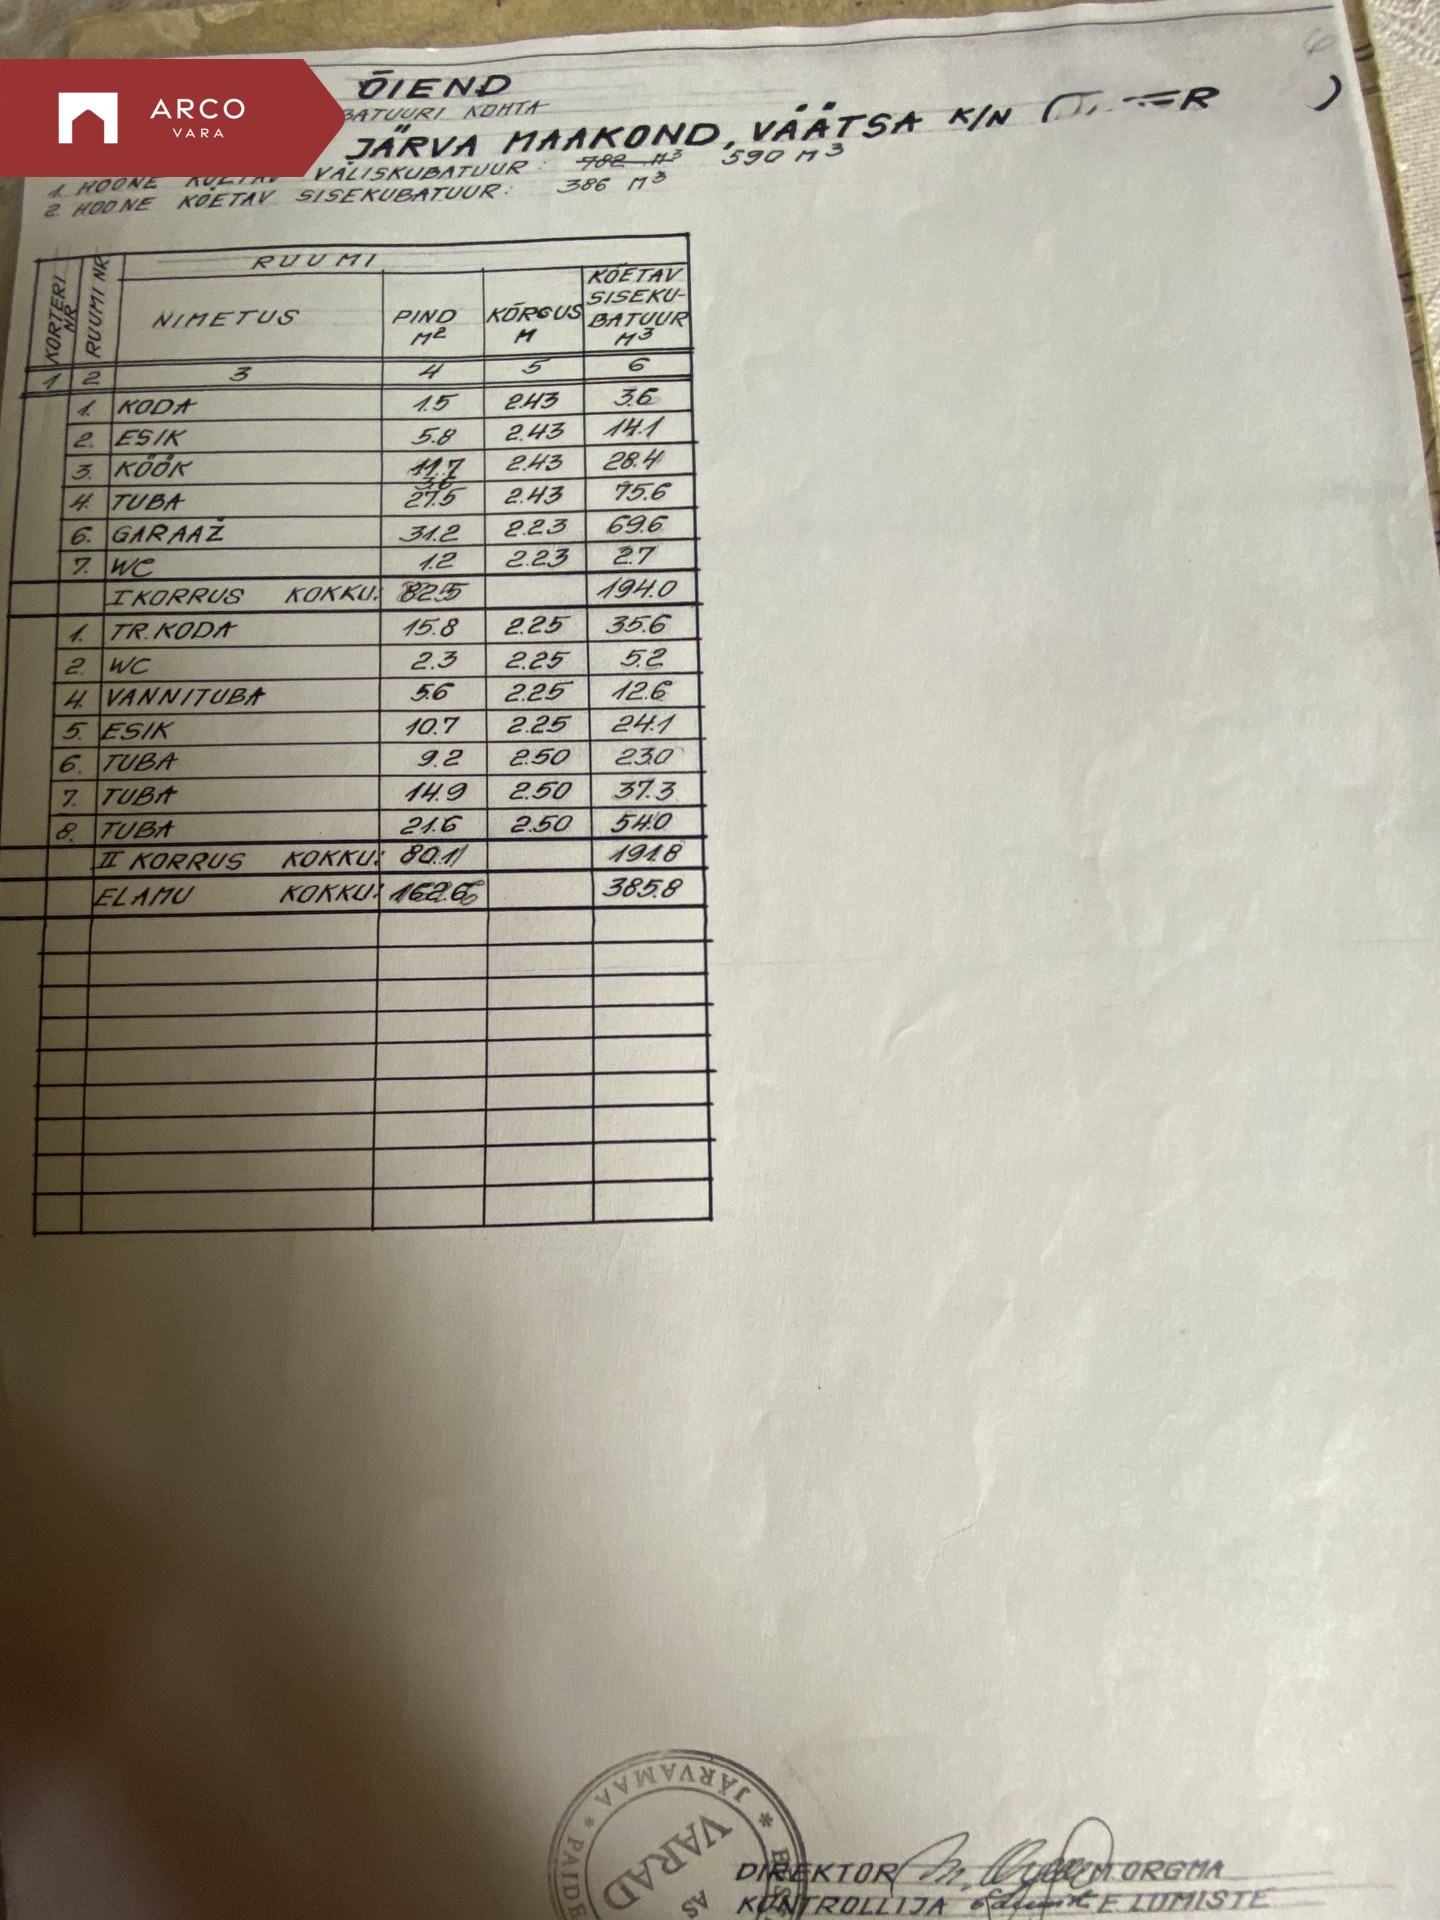 ARCO
VARA
ÕIEND
BATUURI KOHTA
JÄRVA MAAKOND, VÄÄTSA K/N
1. HOONE KÖETAV VÄLISKUBATUUR: 782 M³ 590 M³
2 HOONE KÖETAV SISEKUBATUUR: 386 M³
KORTERI NR
RUUMI NR
RUUMI
NIMETUS
PIND M²
KÕRGUS M
KÖETAV SISEKU-BATUUR M³
1 2 3 4 5 6
1. KODA 1.5 2.43 3.6
2. ESIK 5.8 2.43 14.1
3. KÖÖK 11.7 2.43 28.4
4. TUBA 27.5 2.43 75.6
6. GARAAŽ 31.2 2.23 69.6
7. WC 1.2 2.23 2.7
I KORRUS KOKKU: 82.5 194.0
1. TR. KODA 15.8 2.25 35.6
2. WC 2.3 2.25 5.2
4. VANNITUBA 5.6 2.25 12.6
5. ESIK 10.7 2.25 24.1
6. TUBA 9.2 2.50 23.0
7. TUBA 14.9 2.50 37.3
8. TUBA 21.6 2.50 54.0
II KORRUS KOKKU: 80.1 191.8
ELAMU KOKKU: 162.6 385.8
* JÄRVAMAA * PAIDE
VARAD
AS
DIREKTOR M. ORGMA
KONTROLLIJA E. LUMISTE